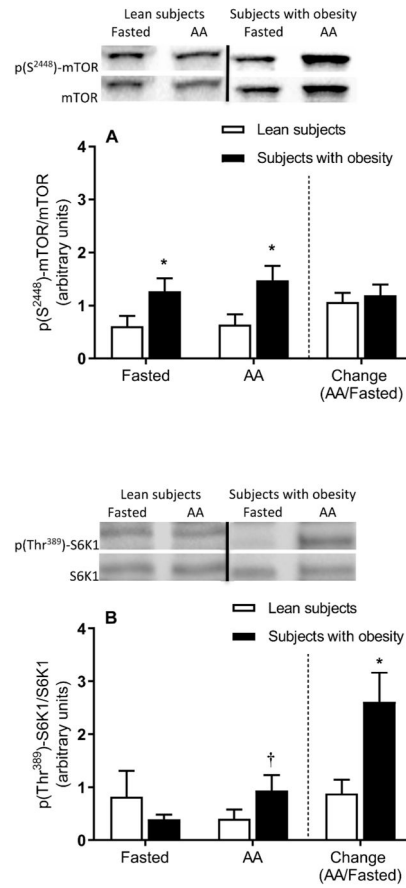 Lean subjects Subjects with obesity
Fasted AA Fasted AA
p(S²⁴⁴⁸)-mTOR
mTOR
A
Lean subjects
Subjects with obesity
p(S²⁴⁴⁸)-mTOR/mTOR
(arbitrary units)
4
3
2
1
0
* *
Fasted AA Change
(AA/Fasted)
Lean subjects Subjects with obesity
Fasted AA Fasted AA
p(Thr³⁸⁹)-S6K1
S6K1
B
Lean subjects
Subjects with obesity
p(Thr³⁸⁹)-S6K1/S6K1
(arbitrary units)
4
3
2
1
0
† *
Fasted AA Change
(AA/Fasted)